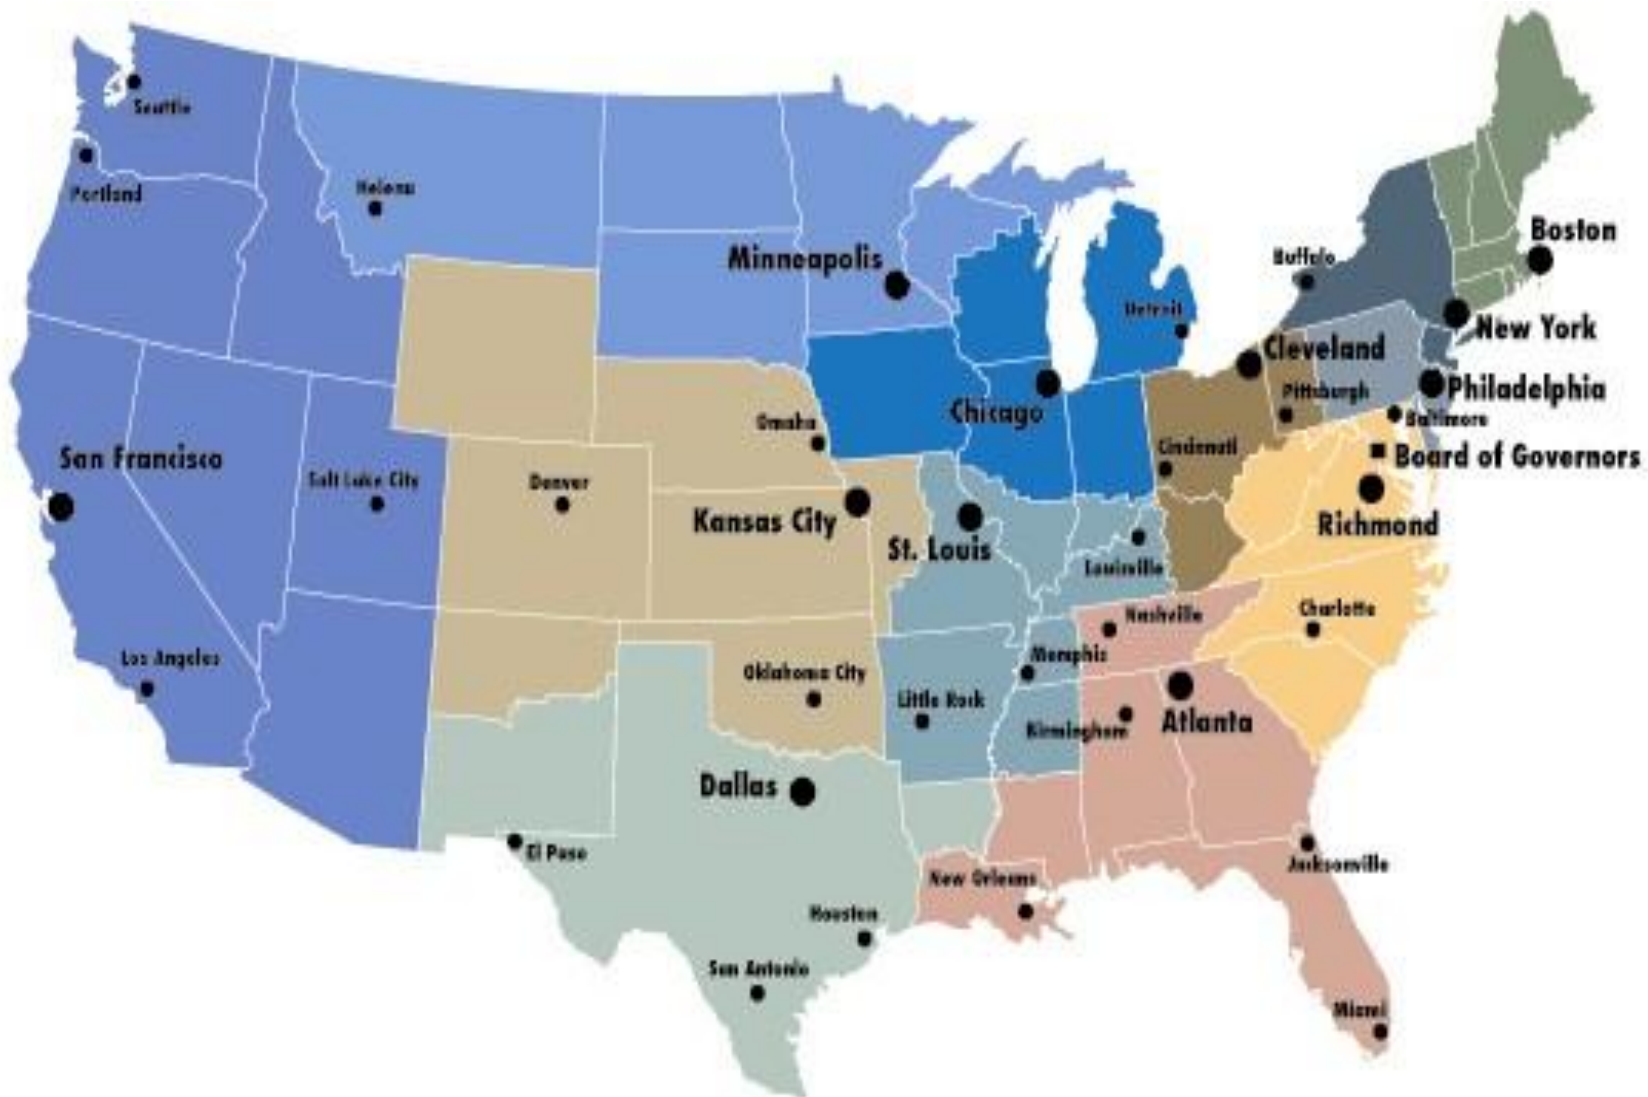 Seattle
Portland
Helena
Minneapolis
Boston
Buffalo
Detroit
New York
Cleveland
Philadelphia
Pittsburgh
Chicago
Baltimore
Omaha
Cincinnati
Board of Governors
San Francisco
Salt Lake City
Denver
Kansas City
Richmond
St. Louis
Louisville
Charlotte
Nashville
Los Angeles
Memphis
Oklahoma City
Little Rock
Birmingham
Atlanta
Dallas
El Paso
Jacksonville
New Orleans
Houston
San Antonio
Miami